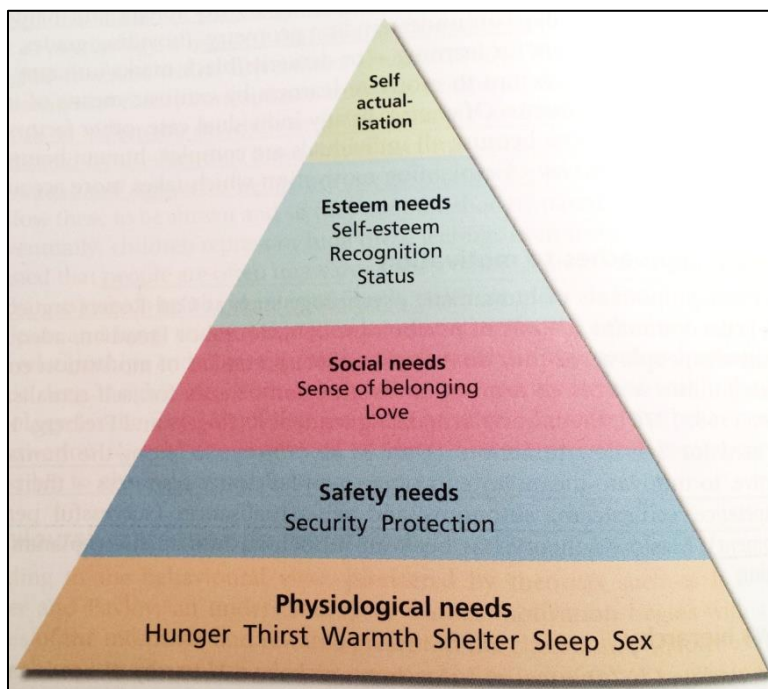 Self
actual-
isation
Esteem needs
Self-esteem
Recognition
Status
Social needs
Sense of belonging
Love
Safety needs
Security Protection
Physiological needs
Hunger Thirst Warmth Shelter Sleep Sex